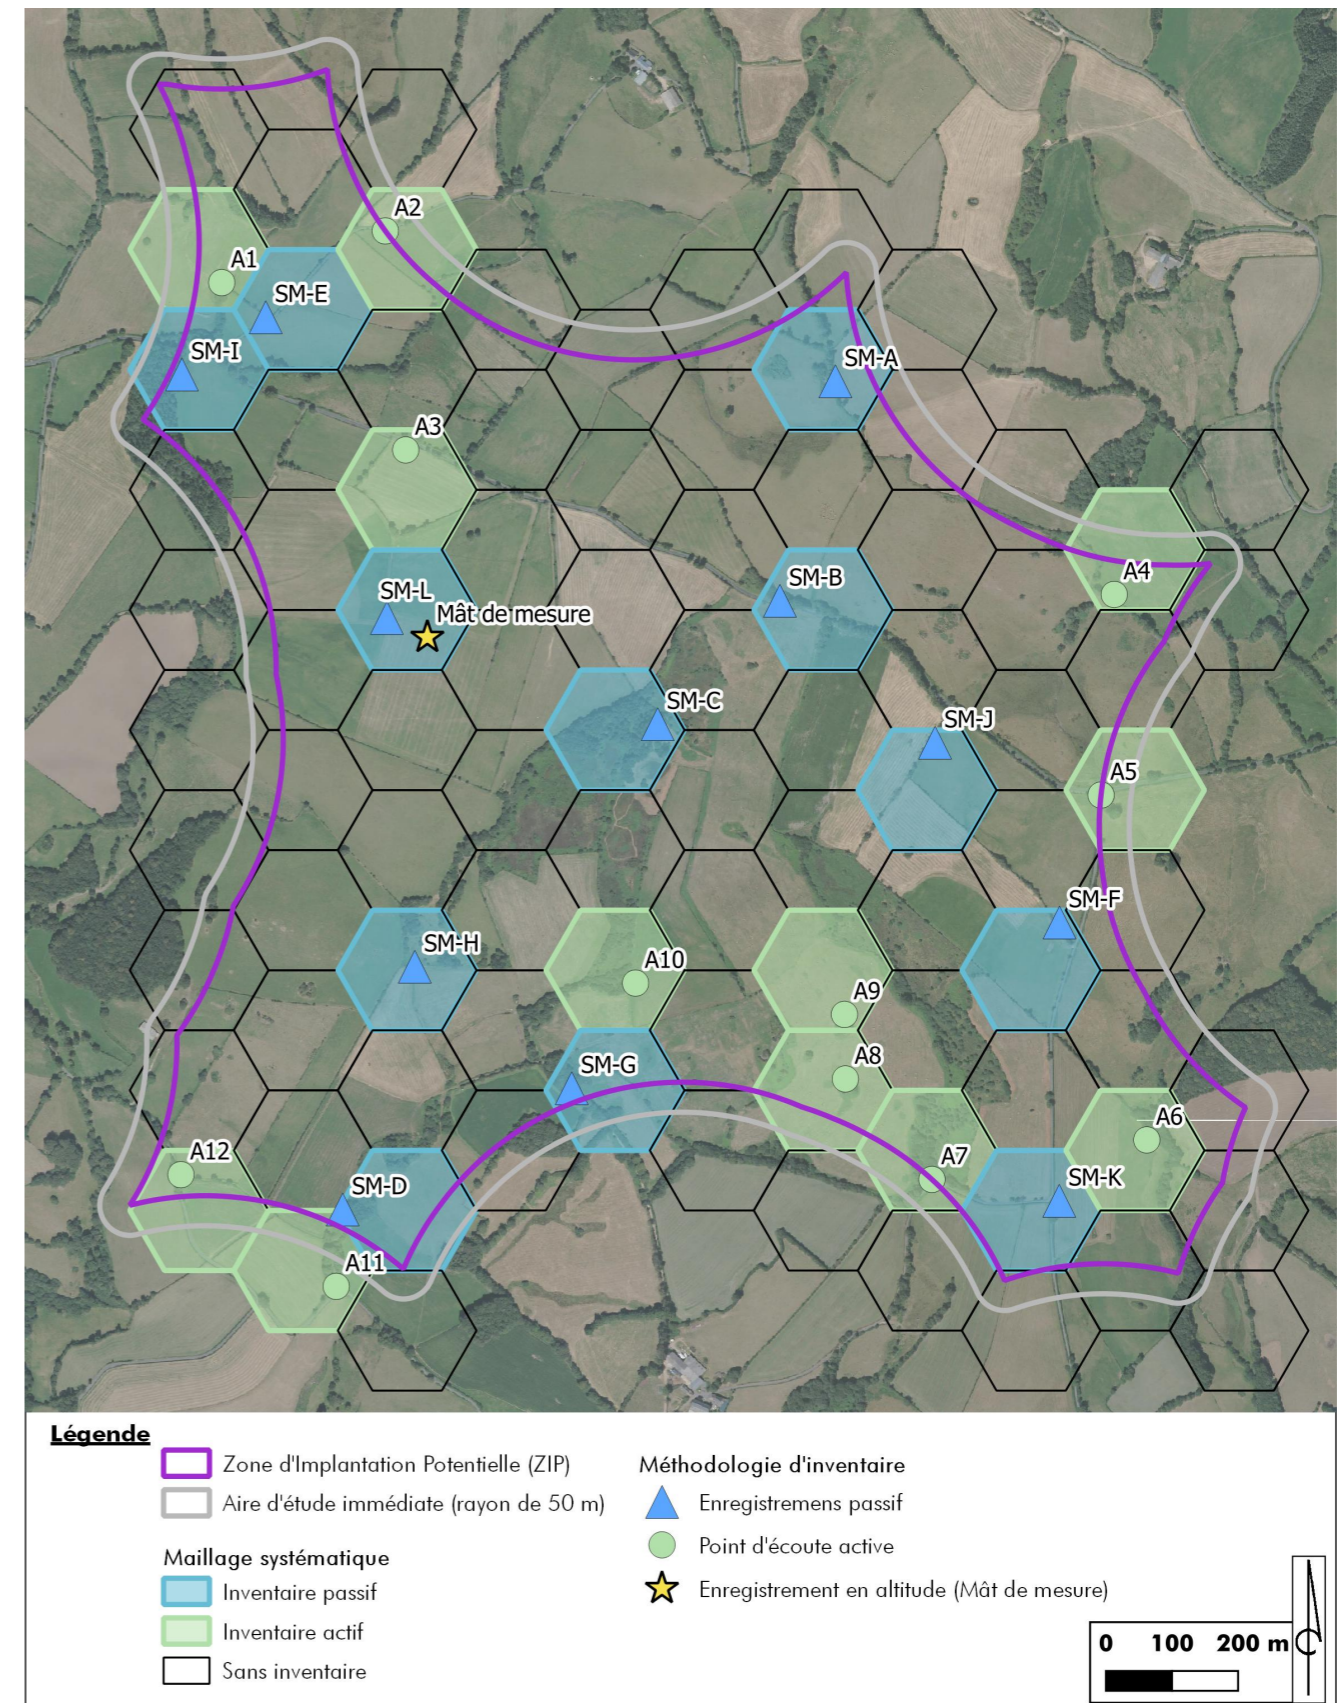 A2
A1
SM-E
SM-I
SM-A
A3
A4
SM-B
SM-L
Mât de mesure
SM-C
SM-J
A5
SM-F
SM-H
A10
A9
A8
SM-G
A6
A12
A7
SM-D
SM-K
A11
Légende
Zone d'Implantation Potentielle (ZIP)
Aire d'étude immédiate (rayon de 50 m)
Maillage systématique
Inventaire passif
Inventaire actif
Sans inventaire
Méthodologie d'inventaire
Enregistremens passif
Point d'écoute active
Enregistrement en altitude (Mât de mesure)
0 100 200 m